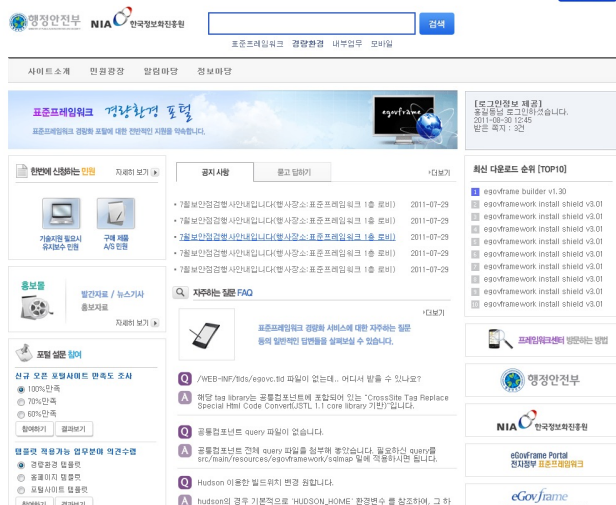 행정안전부 NIA 한국정보화진흥원
검색
표준프레임워크 경량환경 내부업무 모바일
사이트소개 민원광장 알림마당 정보마당
표준프레임워크 경량환경 포털
표준프레임워크 경량화 포털에 대한 전반적인 지원을 약속합니다.
egovframe
[로그인정보 제공]
홍길동님 로그인하셨습니다.
2011-08-30 12:45
받은 쪽지 : 3건
한번에 신청하는 민원 자세히 보기
기술지원 필요시
유지보수 민원
구매 제품
A/S 민원
홍보물
발간자료 / 뉴스기사
홍보자료
자세히 보기
포털 설문 참여
신규 오픈 포털사이트 만족도 조사
100%만족
70%만족
60%만족
참여하기 결과보기
템플릿 적용가능 업무분야 의견수렴
경량환경 템플릿
홈페이지 템플릿
포털사이트 템플릿
참여하기 결과보기
공지 사항 묻고 답하기 더보기
7월보안점검행사안내입니다(행사장소:표준프레임워크 1층 로비) 2011-07-29
7월보안점검행사안내입니다(행사장소:표준프레임워크 1층 로비) 2011-07-29
7월보안점검행사안내입니다(행사장소:표준프레임워크 1층 로비) 2011-07-29
7월보안점검행사안내입니다(행사장소:표준프레임워크 1층 로비) 2011-07-29
7월보안점검행사안내입니다(행사장소:표준프레임워크 1층 로비) 2011-07-29
자주하는 질문 FAQ
더보기
표준프레임워크 경량화 서비스에 대한 자주하는 질문
등의 일반적인 답변들을 살펴보실 수 있습니다.
Q /WEB-INF/tlds/egovc.tld 파일이 없는데.. 어디서 받을 수 있나요?
A 해당 tag library는 공통컴포넌트에 포함되어 있는 "CrossSite Tag Replace
Special Html Code Convert(JSTL 1.1 core library 기반)"입니다.
Q 공통컴포넌트 query 파일이 없습니다.
A 공통컴포넌트 전체 query 파일을 첨부해 놓았습니다. 필요하신 query를
src/main/resources/egovframework/sqlmap 밑에 적용하시면 됩니다.
Q Hudson 이용한 빌드위치 변경 원합니다.
A hudson의 경우 기본적으로 'HUDSON_HOME' 환경변수 를 참조하여, 그 하
최신 다운로드 순위 [TOP10]
1 egovframe builder v1.30
2 egovframework install shield v3.01
3 egovframework install shield v3.01
4 egovframework install shield v3.01
5 egovframework install shield v3.01
6 egovframework install shield v3.01
7 egovframework install shield v3.01
8 egovframework install shield v3.01
9 egovframework install shield v3.01
10 egovframework install shield v3.01
프레임워크센터 방문하는 방법
행정안전부
NIA 한국정보화진흥원
eGovFrame Portal
전자정부 표준프레임워크
eGovframe